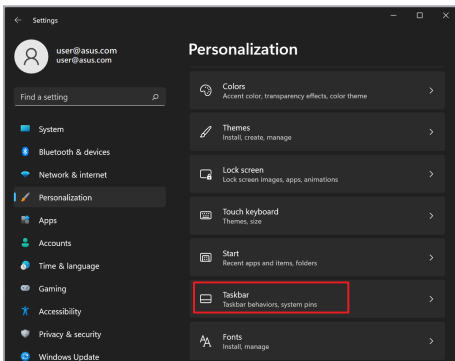 Settings
user@asus.com
user@asus.com
Find a setting
System
Bluetooth & devices
Network & internet
Personalization
Apps
Accounts
Time & language
Gaming
Accessibility
Privacy & security
Windows Update
Personalization
Colors
Accent color, transparency effects, color theme
Themes
Install, create, manage
Lock screen
Lock screen images, apps, animations
Touch keyboard
Themes, size
Start
Recent apps and items, folders
Taskbar
Taskbar behaviors, system pins
Fonts
Install, manage